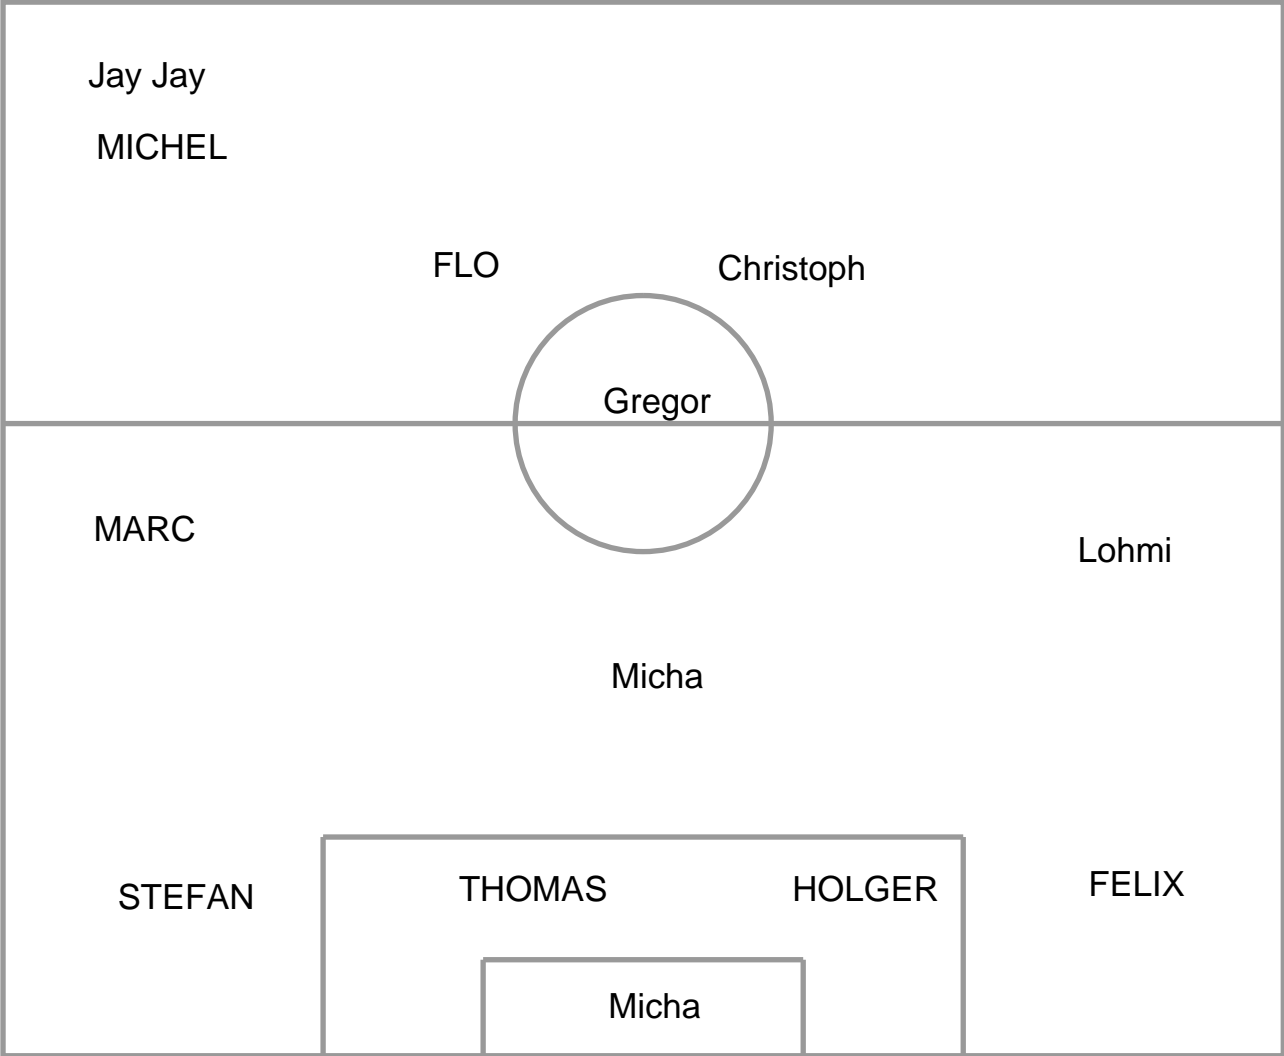 Jay Jay
MICHEL
FLO
Christoph
Gregor
MARC
Lohmi
Micha
STEFAN
THOMAS
HOLGER
FELIX
Micha